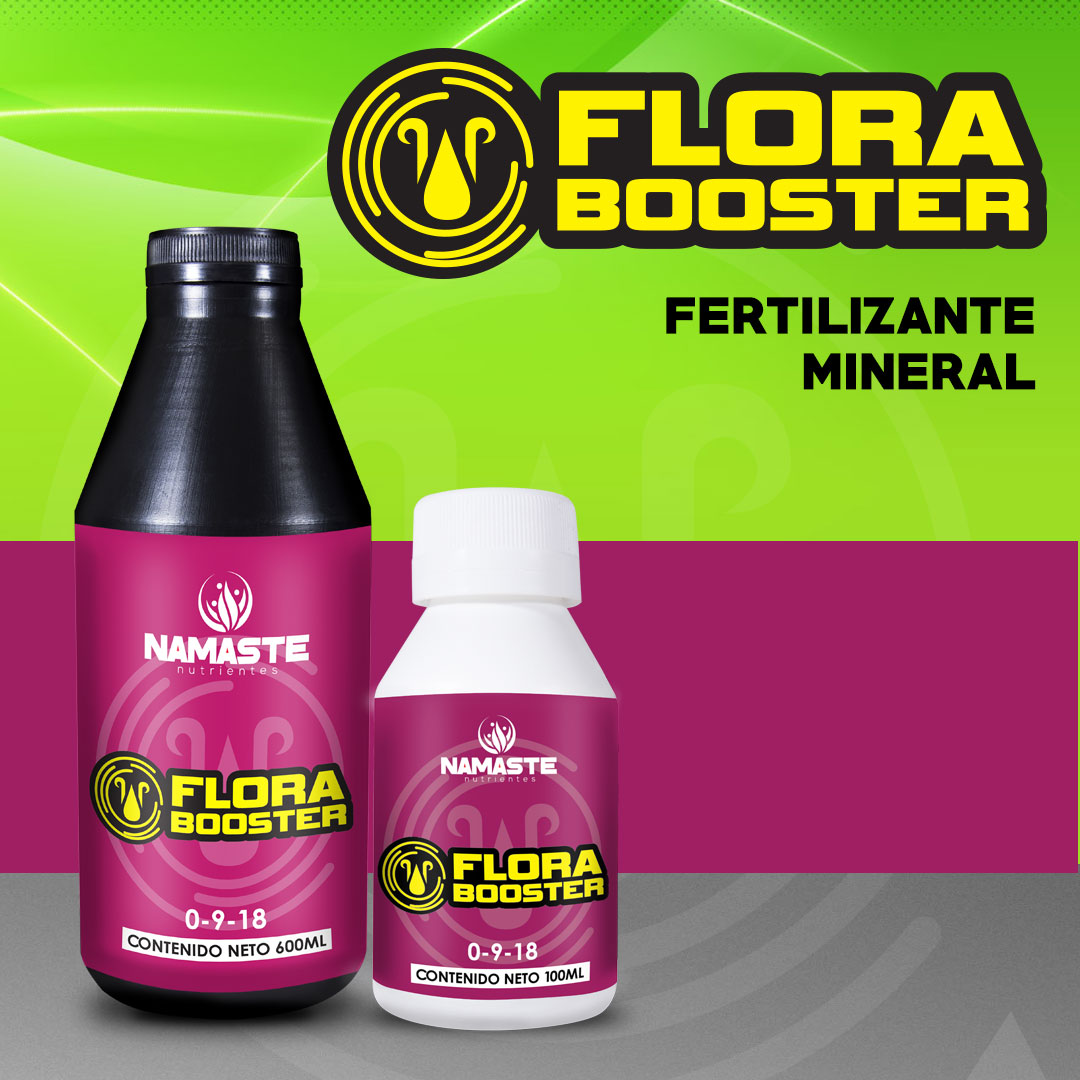 FLORA
BOOSTER
FERTILIZANTE
MINERAL
NAMASTE
nutrientes
FLORA
BOOSTER
0-9-18
CONTENIDO NETO 600ML
NAMASTE
nutrientes
FLORA
BOOSTER
0-9-18
CONTENIDO NETO 100ML